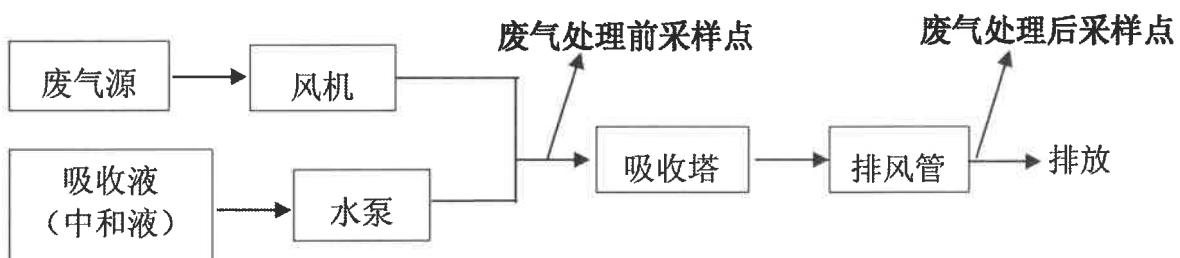 废气处理前采样点
废气处理后采样点
废气源
风机
吸收塔
排风管
排放
吸收液
（中和液）
水泵